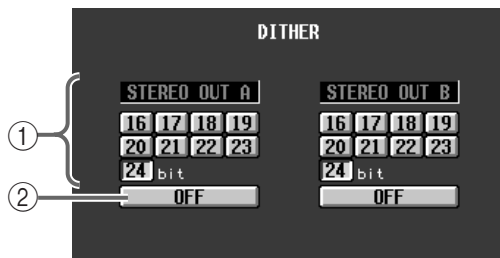 DITHER
STEREO OUT A STEREO OUT B
16 17 18 19 16 17 18 19
① 20 21 22 23 20 21 22 23
24 bit 24 bit
② OFF OFF